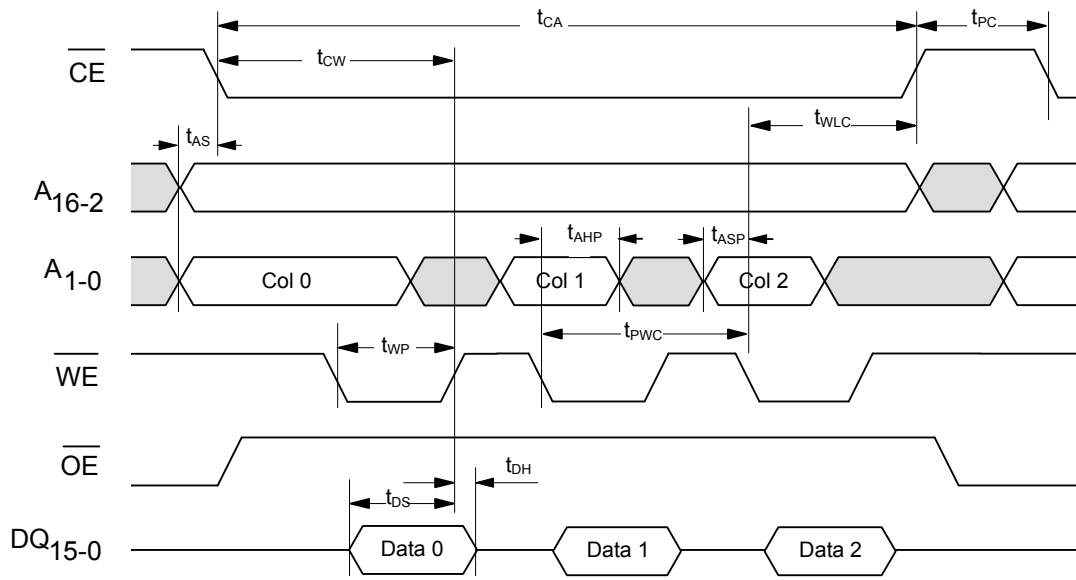 tCA
tPC
CE
tCW
tWLC
tAS
A16-2
tAHP
tASP
A1-0
Col 0
Col 1
Col 2
tPWC
tWP
WE
OE
tDH
tDS
DQ15-0
Data 0
Data 1
Data 2